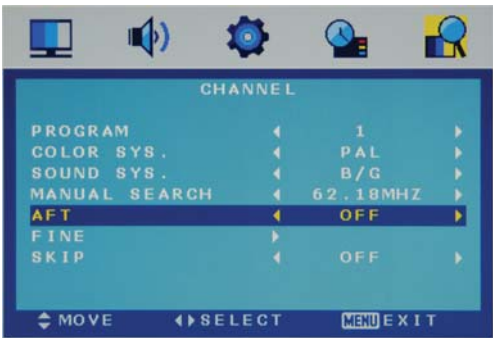 CHANNEL
PROGRAM 1
COLOR SYS. PAL
SOUND SYS. B/G
MANUAL SEARCH 62.18MHZ
AFT OFF
FINE
SKIP OFF
MOVE SELECT MENU EXIT